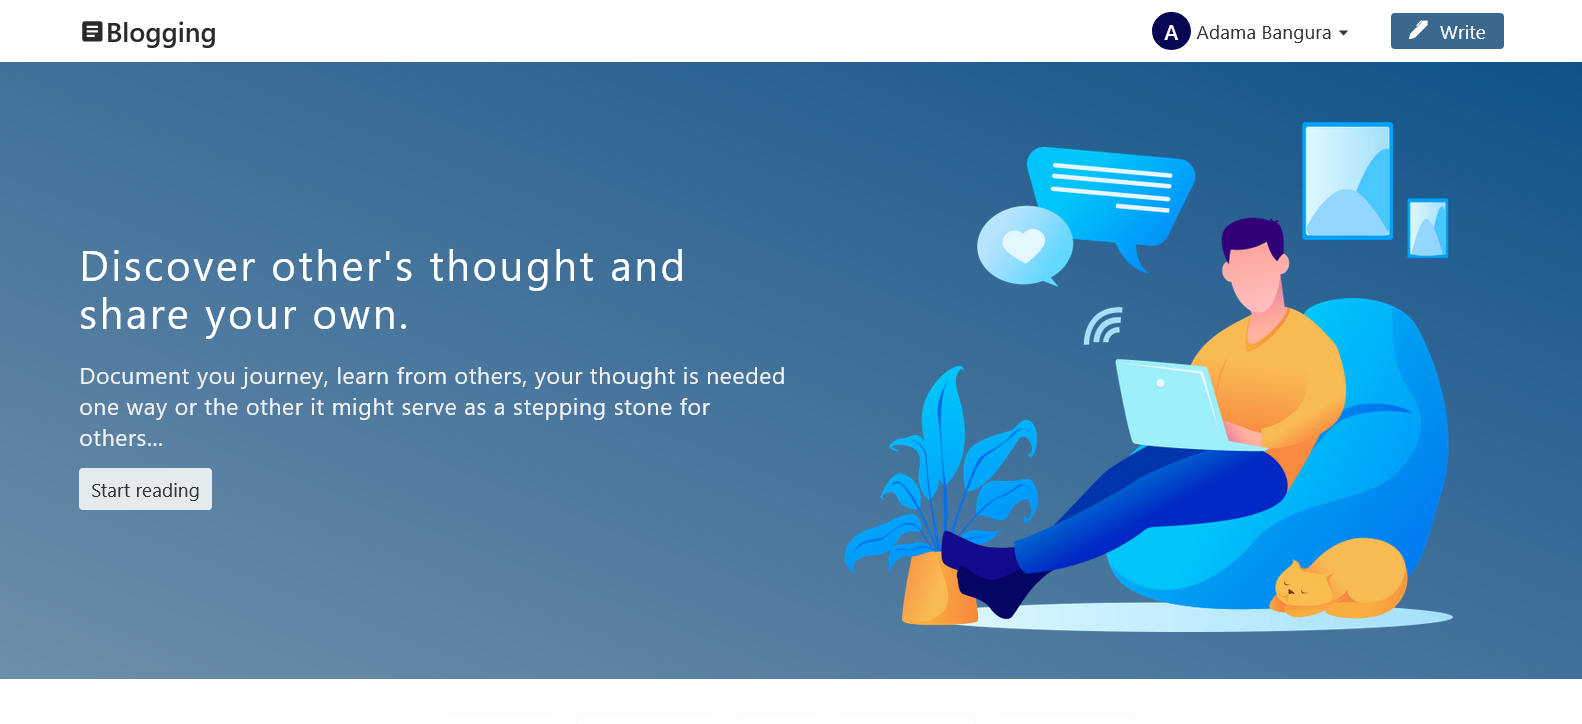 Blogging
A Adama Bangura
Write
Discover other's thought and
share your own.
Document you journey, learn from others, your thought is needed
one way or the other it might serve as a stepping stone for
others...
Start reading